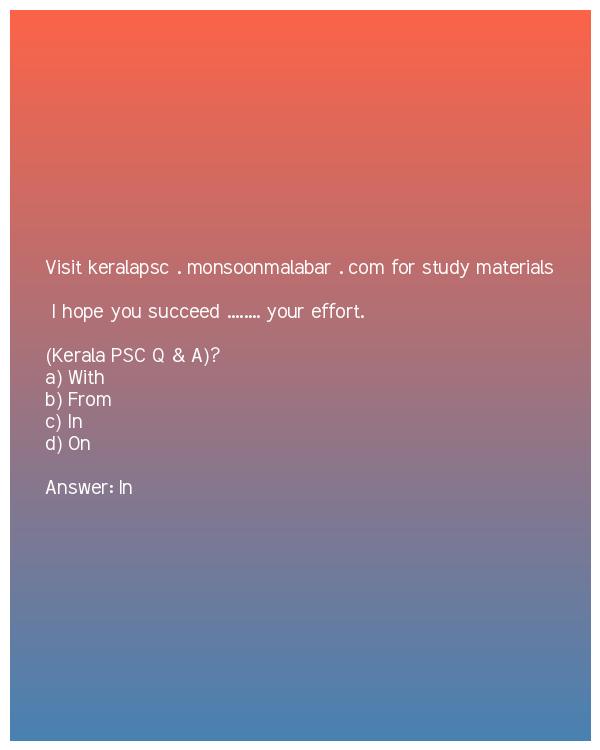 Visit keralapsc . monsoonmalabar . com for study materials
I hope you succeed ........ your effort.
(Kerala PSC Q & A)?
a) With
b) From
c) In
d) On
Answer: In